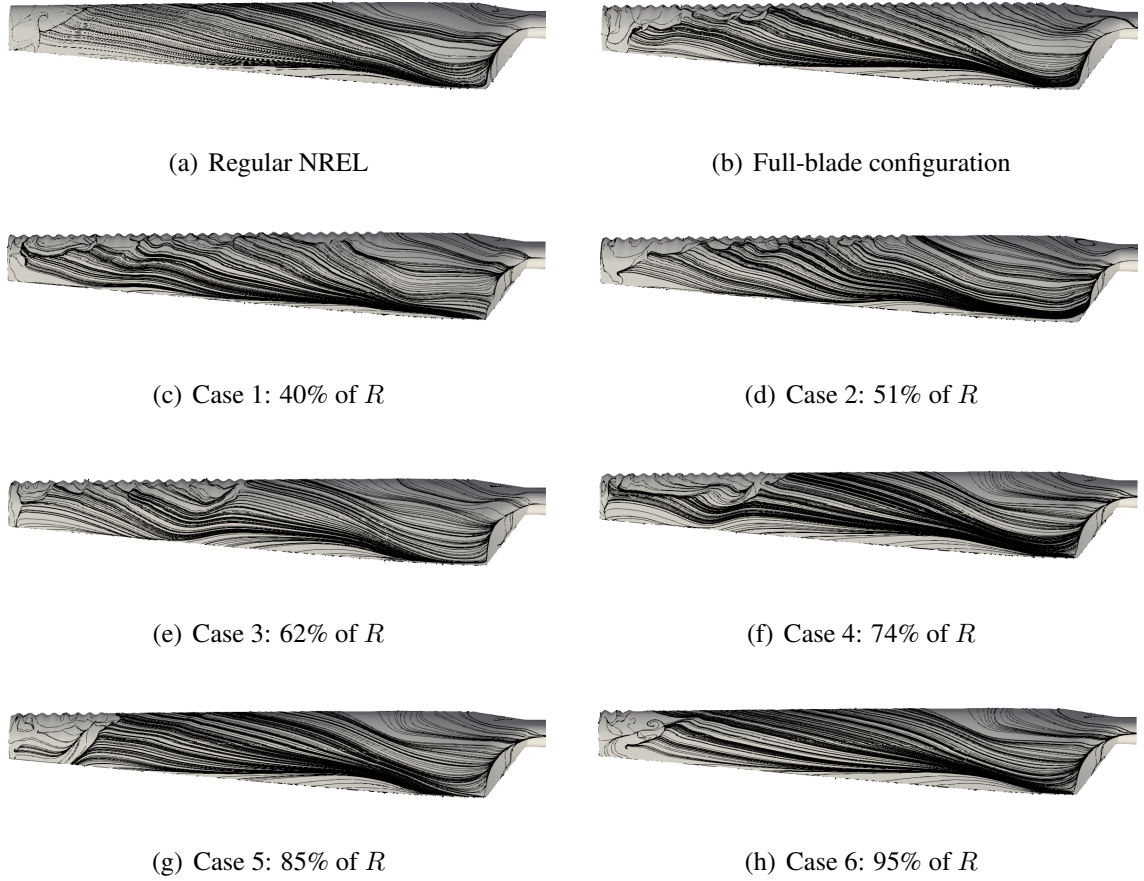 (a) Regular NREL
(b) Full-blade configuration
(c) Case 1: 40% of R
(d) Case 2: 51% of R
(e) Case 3: 62% of R
(f) Case 4: 74% of R
(g) Case 5: 85% of R
(h) Case 6: 95% of R